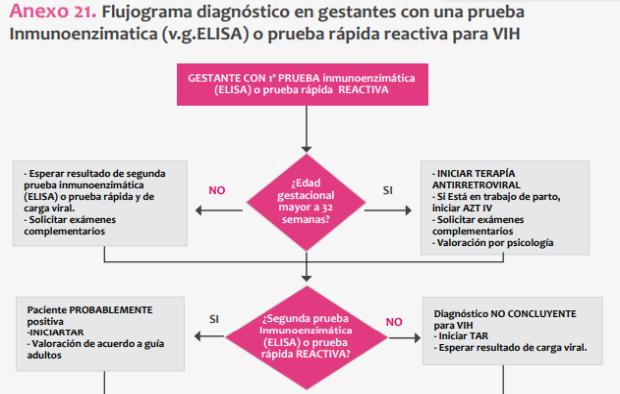 Anexo 21. Flujograma diagnóstico en gestantes con una prueba
Inmunoenzimatica (v.g.ELISA) o prueba rápida reactiva para VIH
GESTANTE CON 1ª PRUEBA inmunoenzimática
(ELISA) o prueba rápida REACTIVA
- Esperar resultado de segunda
prueba inmunoenzimática
(ELISA) o prueba rápida y de
carga viral.
- Solicitar exámenes
complementarios
NO
¿Edad
gestacional
mayor a 32
semanas?
SI
- INICIAR TERAPÍA
ANTIRRETROVIRAL
- Si Está en trabajo de parto,
iniciar AZT IV
- Solicitar exámenes
complementarios
- Valoración por psicología
Paciente PROBABLEMENTE
positiva
-INICIARTAR
- Valoración de acuerdo a guía
adultos
SI
¿Segunda prueba
Inmunoenzimática
(ELISA) o prueba
rápida REACTIVA?
NO
Diagnóstico NO CONCLUYENTE
para VIH
- Iniciar TAR
- Esperar resultado de carga viral.